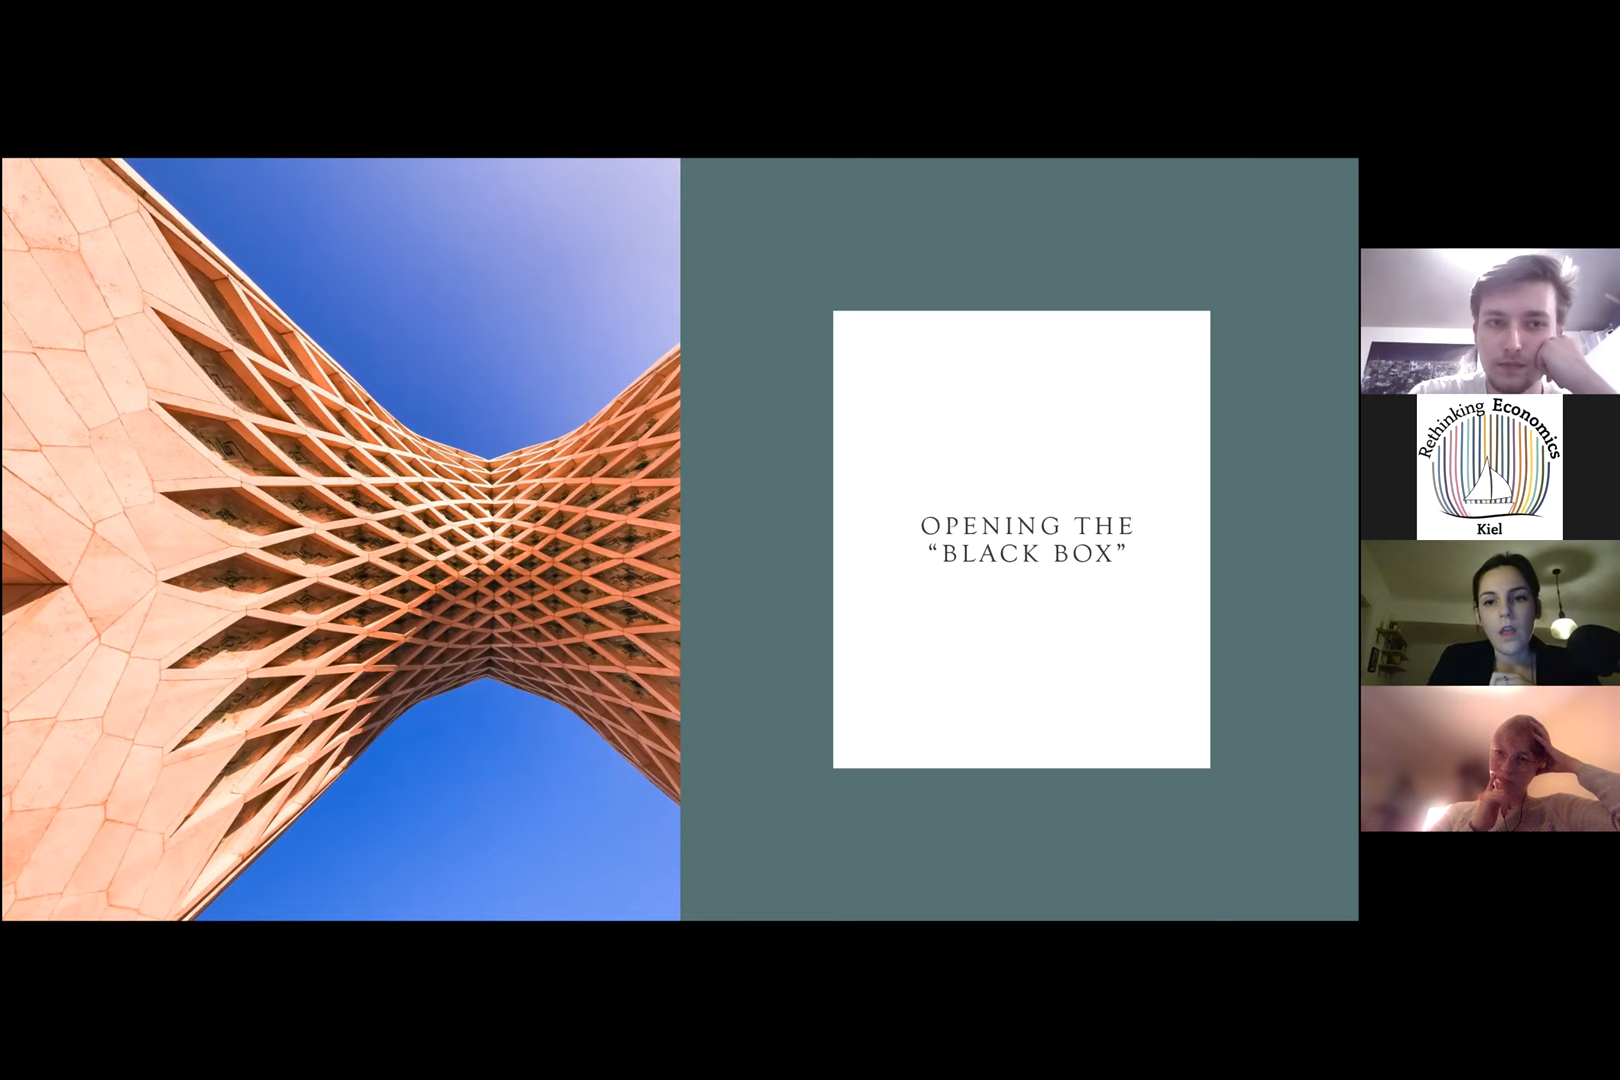 OPENING THE
“BLACK BOX”
Rethinking Economics
Kiel